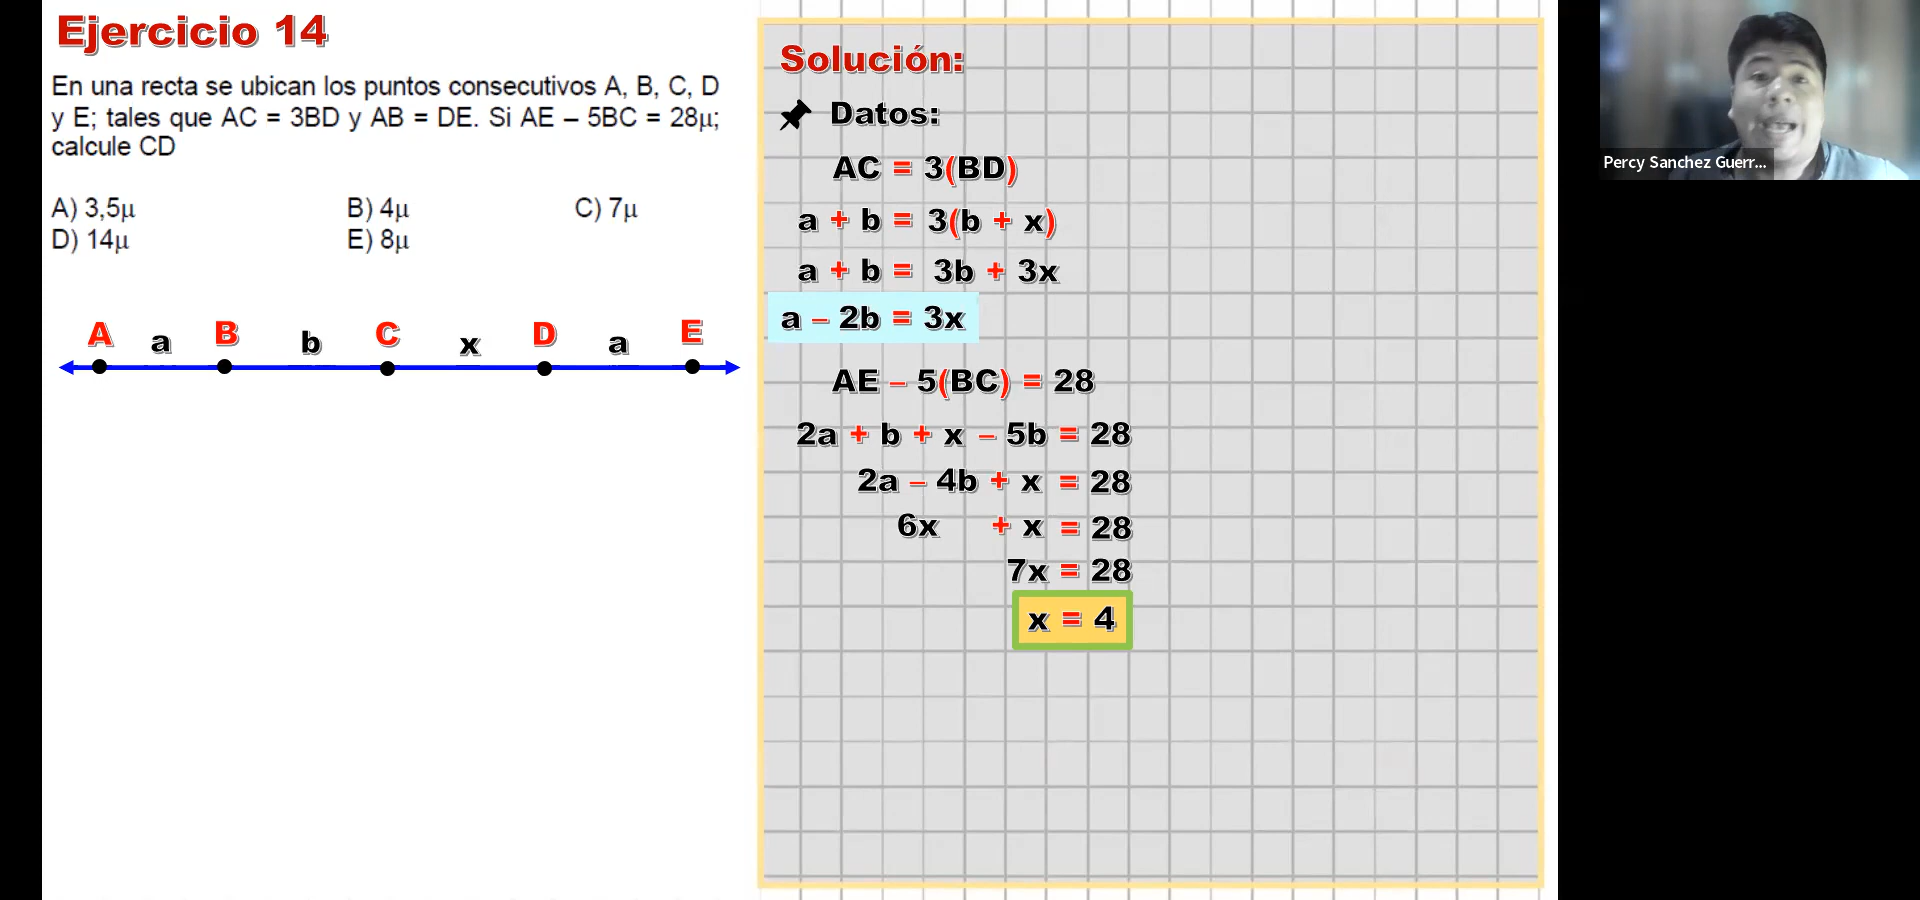 Ejercicio 14
En una recta se ubican los puntos consecutivos A, B, C, D
y E; tales que AC = 3BD y AB = DE. Si AE – 5BC = 28μ;
calcule CD
A) 3,5μ B) 4μ C) 7μ
D) 14μ E) 8μ
A a B b C x D a E
Solución:
Datos:
AC = 3(BD)
a + b = 3(b + x)
a + b = 3b + 3x
a – 2b = 3x
AE – 5(BC) = 28
2a + b + x – 5b = 28
2a – 4b + x = 28
6x + x = 28
7x = 28
x = 4
Percy Sanchez Guerr...